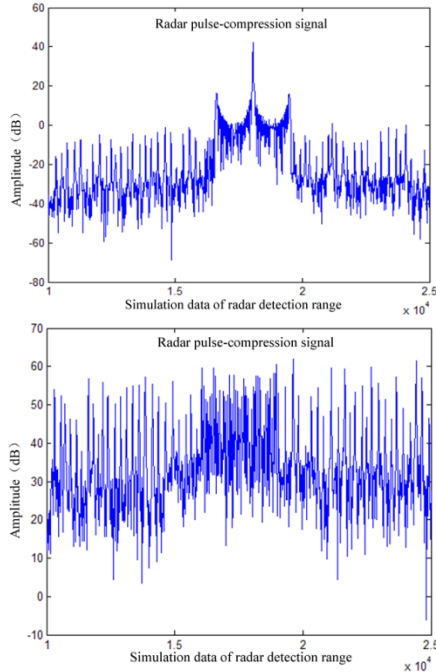 60
Radar pulse-compression signal
40
20
0
-20
-40
-60
80
Amplitude（dB）
1 1.5 2 2.5
Simulation data of radar detection range
x 10⁴
70
Radar pulse-compression signal
60
50
40
30
20
10
0
-10
Amplitude（dB）
1 1.5 2 2.5
Simulation data of radar detection range
x 10⁴